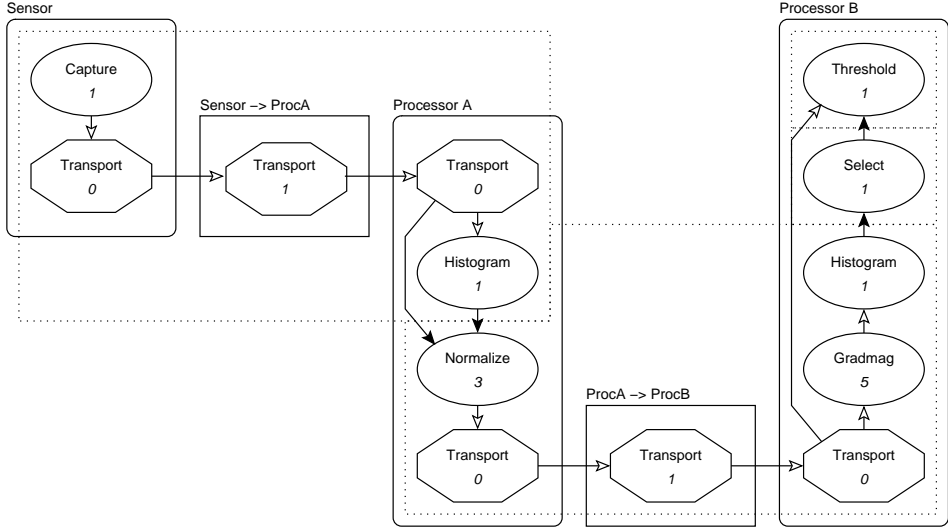 Sensor
Capture
1
Transport
0
Sensor –> ProcA
Transport
1
Processor A
Transport
0
Histogram
1
Normalize
3
Transport
0
ProcA –> ProcB
Transport
1
Processor B
Threshold
1
Select
1
Histogram
1
Gradmag
5
Transport
0